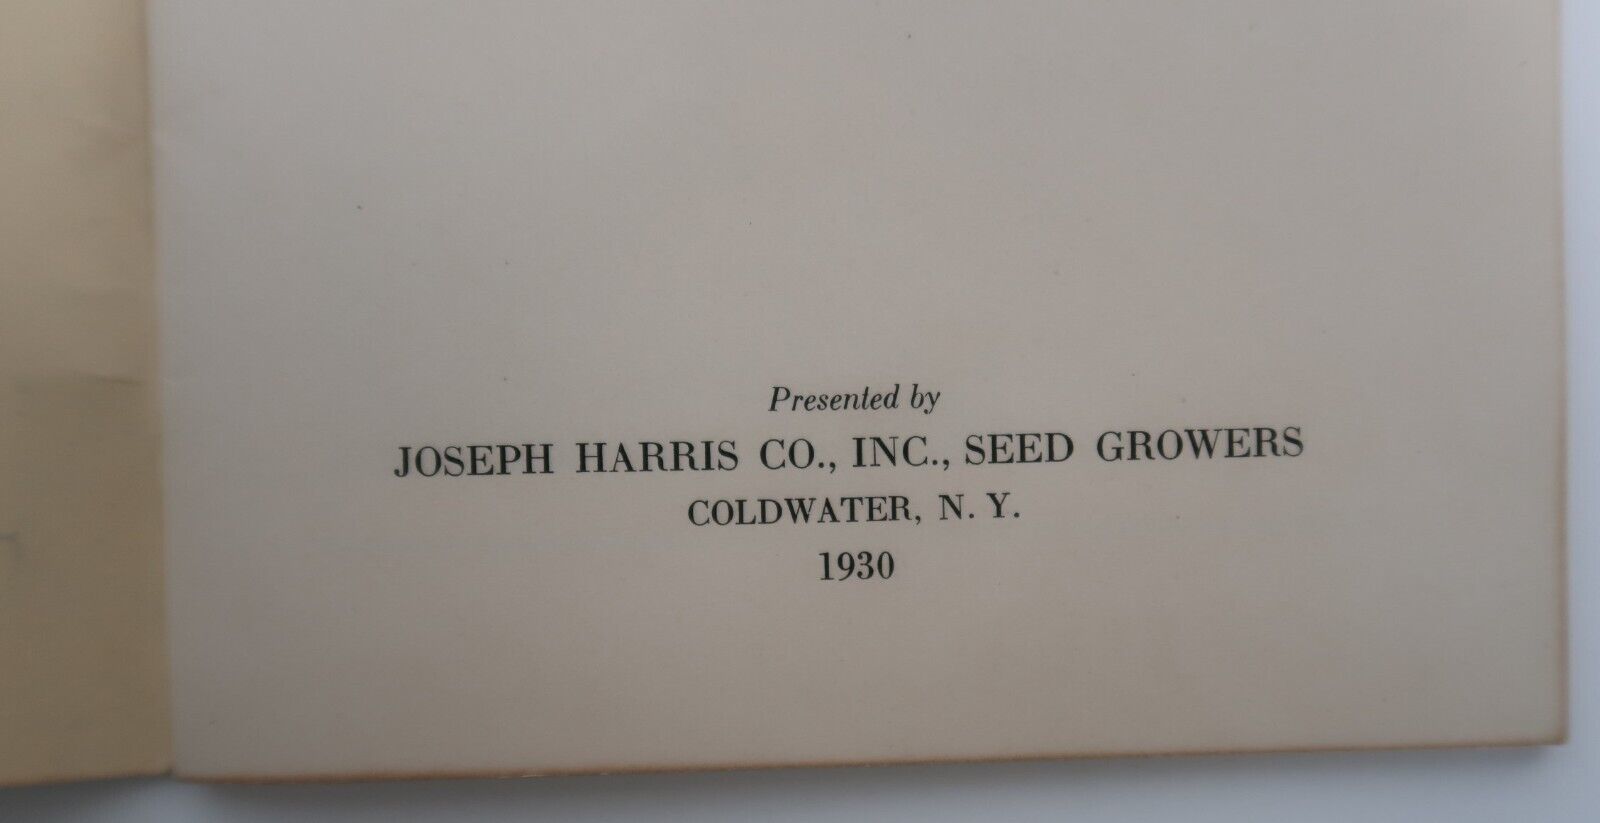 Presented by
JOSEPH HARRIS CO., INC., SEED GROWERS
COLDWATER, N. Y.
1930